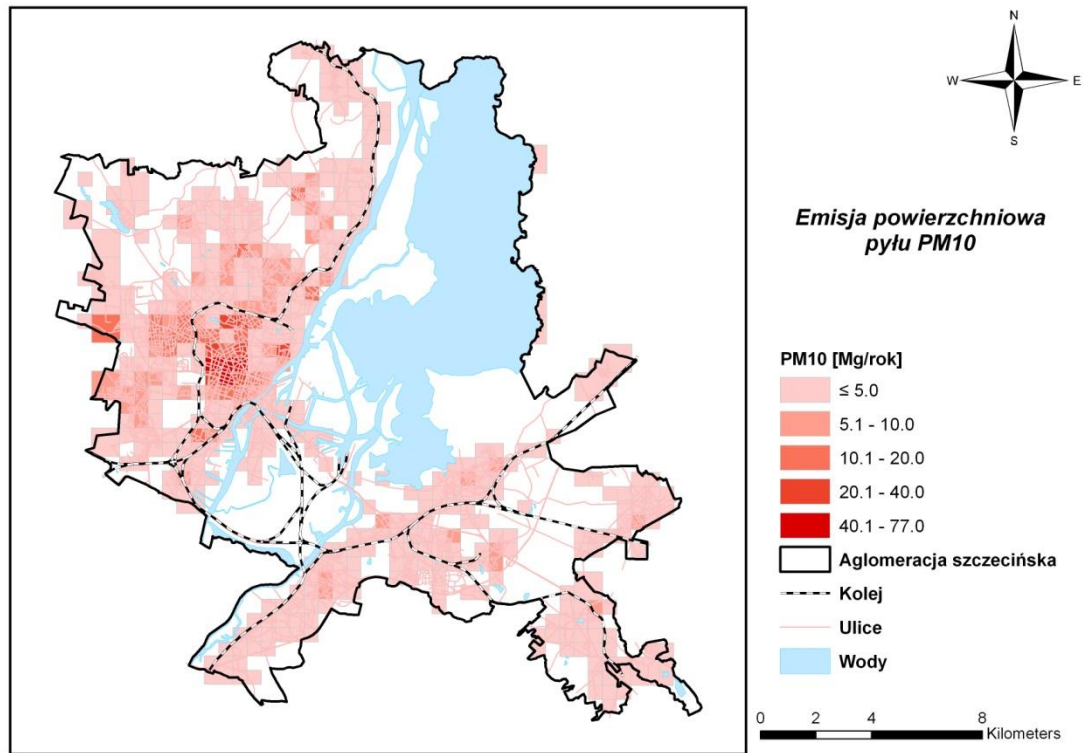 N
W
E
S
Emisja powierzchniowa
pyłu PM10
PM10 [Mg/rok]
≤ 5.0
5.1 - 10.0
10.1 - 20.0
20.1 - 40.0
40.1 - 77.0
Aglomeracja szczecińska
Kolej
Ulice
Wody
0 2 4 8
Kilometers